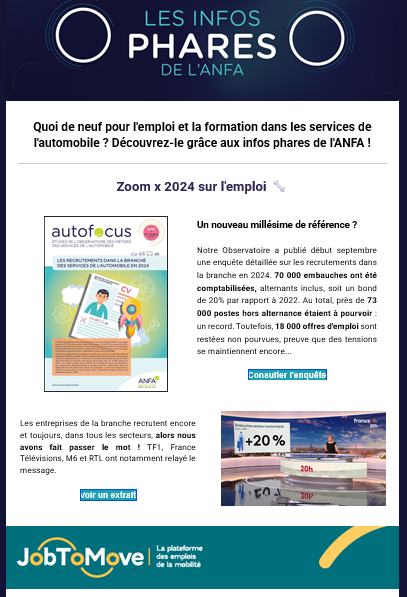 LES INFOS
PHARES
DE L'ANFA
Quoi de neuf pour l'emploi et la formation dans les services de
l'automobile ? Découvrez-le grâce aux infos phares de l'ANFA !
Zoom x 2024 sur l'emploi
autofocus
ÉTUDES DE L'OBSERVATOIRE DES MÉTIERS
DES SERVICES DE L'AUTOMOBILE
LES RECRUTEMENTS DANS LA BRANCHE
DES SERVICES DE L'AUTOMOBILE EN 2024
CV
ANFA
Un nouveau millésime de référence ?
Notre Observatoire a publié début septembre
une enquête détaillée sur les recrutements dans
la branche en 2024. 70 000 embauches ont été
comptabilisées, alternants inclus, soit un bond
de 20% par rapport à 2022. Au total, près de 73
000 postes hors alternance étaient à pourvoir :
un record. Toutefois, 18 000 offres d'emploi sont
restées non pourvues, preuve que des tensions
se maintiennent encore...
Consulter l'enquête
Les entreprises de la branche recrutent encore
et toujours, dans tous les secteurs, alors nous
avons fait passer le mot ! TF1, France
Télévisions, M6 et RTL ont notamment relayé le
message.
Voir un extrait
Embauches secteur automobile
+20 %
france•tv
20h
20h
JobToMove
La plateforme
des emplois
de la mobilité